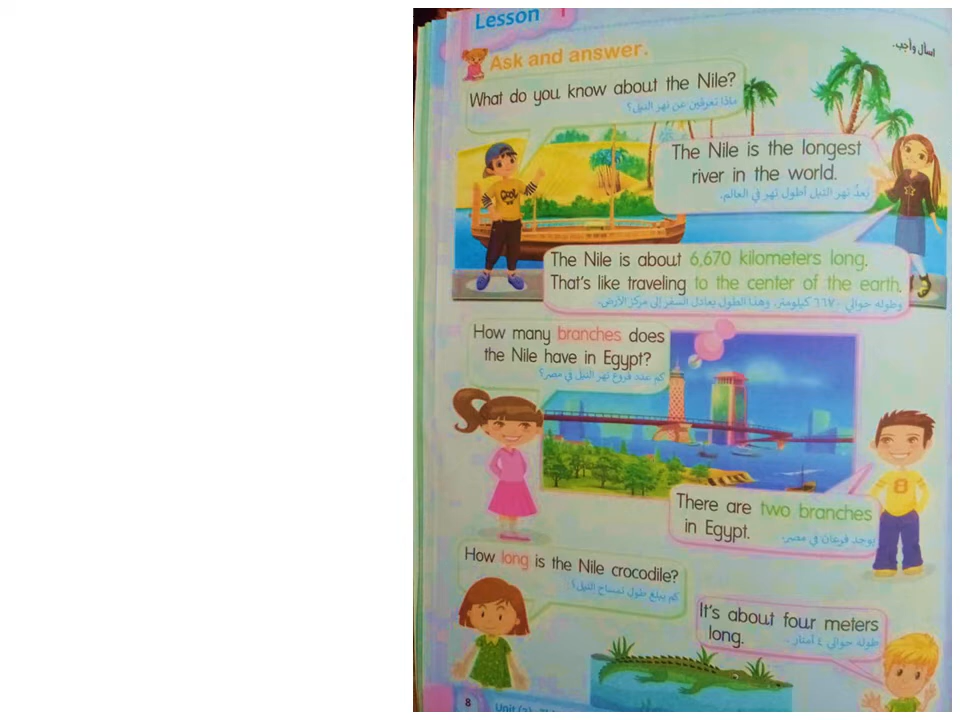 Lesson 1
اسأل وأجب.
Ask and answer.
What do you know about the Nile?
ماذا تعرفين عن نهر النيل؟
The Nile is the longest
river in the world.
يُعدُّ نهر النيل أطول نهر في العالم.
Cool
The Nile is about 6,670 kilometers long.
That's like traveling to the center of the earth.
وطوله حوالي ٦٦٧٠ كيلومتر. وهذا الطول يعادل السفر إلى مركز الأرض.
How many branches does
the Nile have in Egypt?
كم عدد فروع نهر النيل في مصر؟
8
There are two branches
in Egypt.
يوجد فرعان في مصر.
How long is the Nile crocodile?
كم يبلغ طول تمساح النيل؟
It's about four meters
long.
طوله حوالي ٤ أمتار.
8
Unit